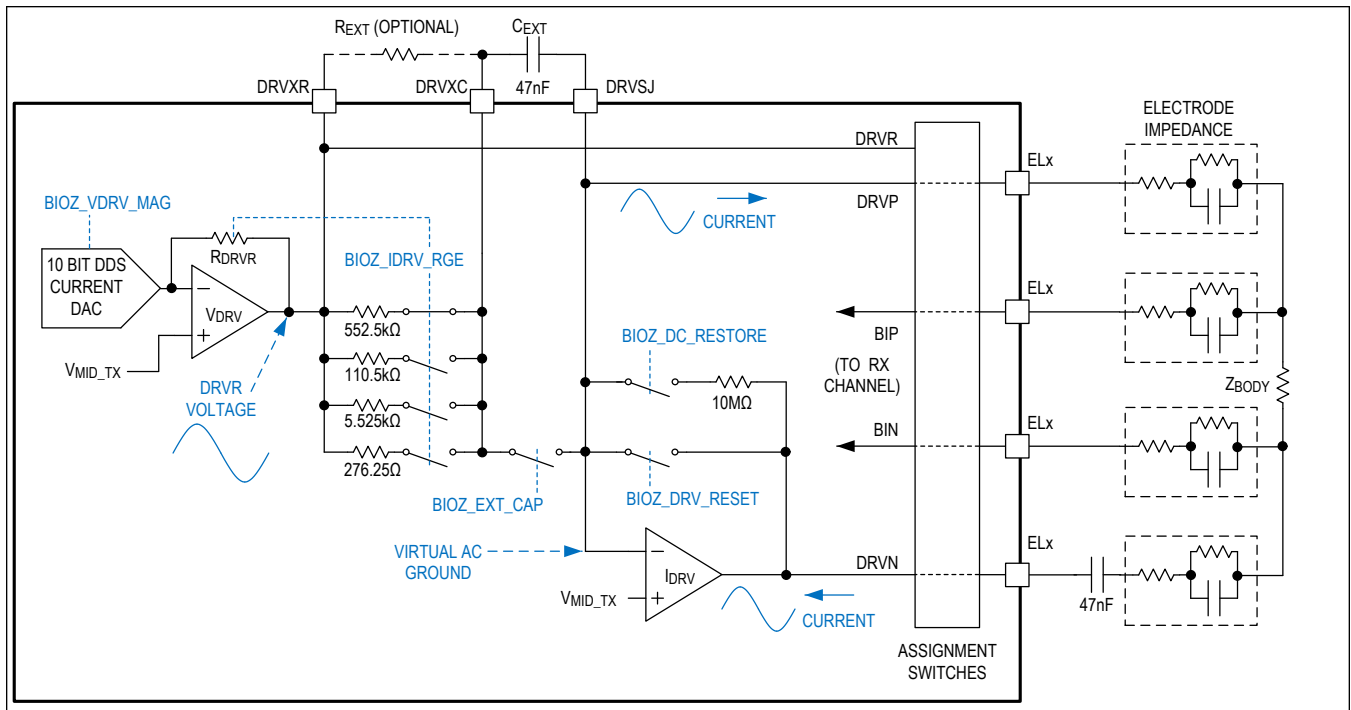 REXT (OPTIONAL)
CEXT
47nF
DRVXR
DRVXC
DRVSJ
ELECTRODE
IMPEDANCE
DRVR
ELx
BIOZ_VDRV_MAG
DRVP
CURRENT
10 BIT DDS
CURRENT
DAC
RDRVR
BIOZ_IDRV_RGE
VDRV
−
+
VMID_TX
552.5kΩ
110.5kΩ
5.525kΩ
276.25Ω
DRVR
VOLTAGE
BIOZ_EXT_CAP
BIOZ_DC_RESTORE
10MΩ
BIOZ_DRV_RESET
ELx
BIP
(TO RX
CHANNEL)
BIN
ELx
ZBODY
VIRTUAL AC
GROUND
−
+
IDRV
VMID_TX
DRVN
CURRENT
ELx
47nF
ASSIGNMENT
SWITCHES